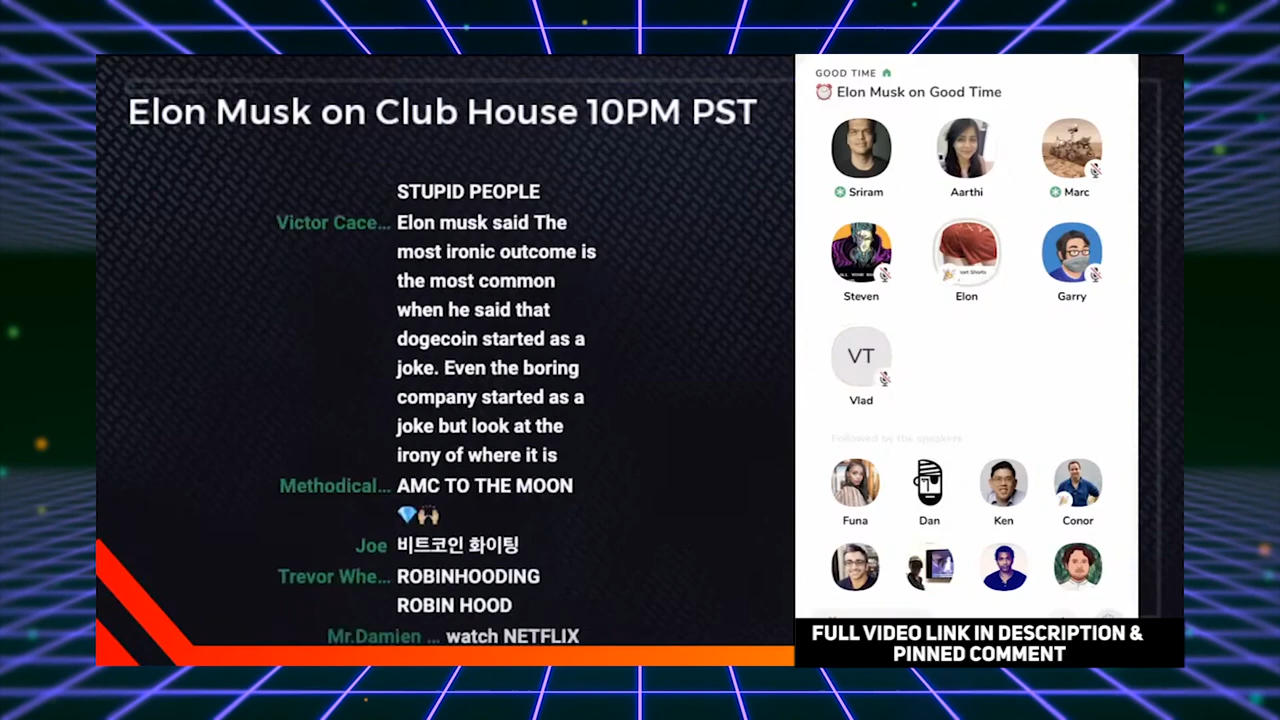 Elon Musk on Club House 10PM PST
STUPID PEOPLE
Victor Cace... Elon musk said The
most ironic outcome is
the most common
when he said that
dogecoin started as a
joke. Even the boring
company started as a
joke but look at the
irony of where it is
Methodical... AMC TO THE MOON
💎🙌🏼
Joe 비트코인 화이팅
Trevor Whe... ROBINHOODING
ROBIN HOOD
Mr.Damien ... watch NETFLIX
GOOD TIME
Elon Musk on Good Time
Sriram Aarthi Marc
Steven Elon Garry
VT
Vlad
Followed by the speakers
Funa Dan Ken Conor
FULL VIDEO LINK IN DESCRIPTION &
PINNED COMMENT